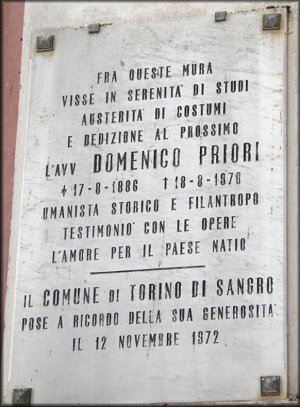 FRA QUESTE MURA
VISSE IN SERENITA' DI STUDI
AUSTERITA' DI COSTUMI
E DEDIZIONE AL PROSSIMO
L'AVV DOMENICO PRIORI
* 17-8-1886 † 18-8-1970
UMANISTA STORICO E FILANTROPO
TESTIMONIÒ CON LE OPERE
L'AMORE PER IL PAESE NATIO
IL COMUNE DI TORINO DI SANGRO
POSE A RICORDO DELLA SUA GENEROSITA'
IL 12 NOVEMBRE 1972